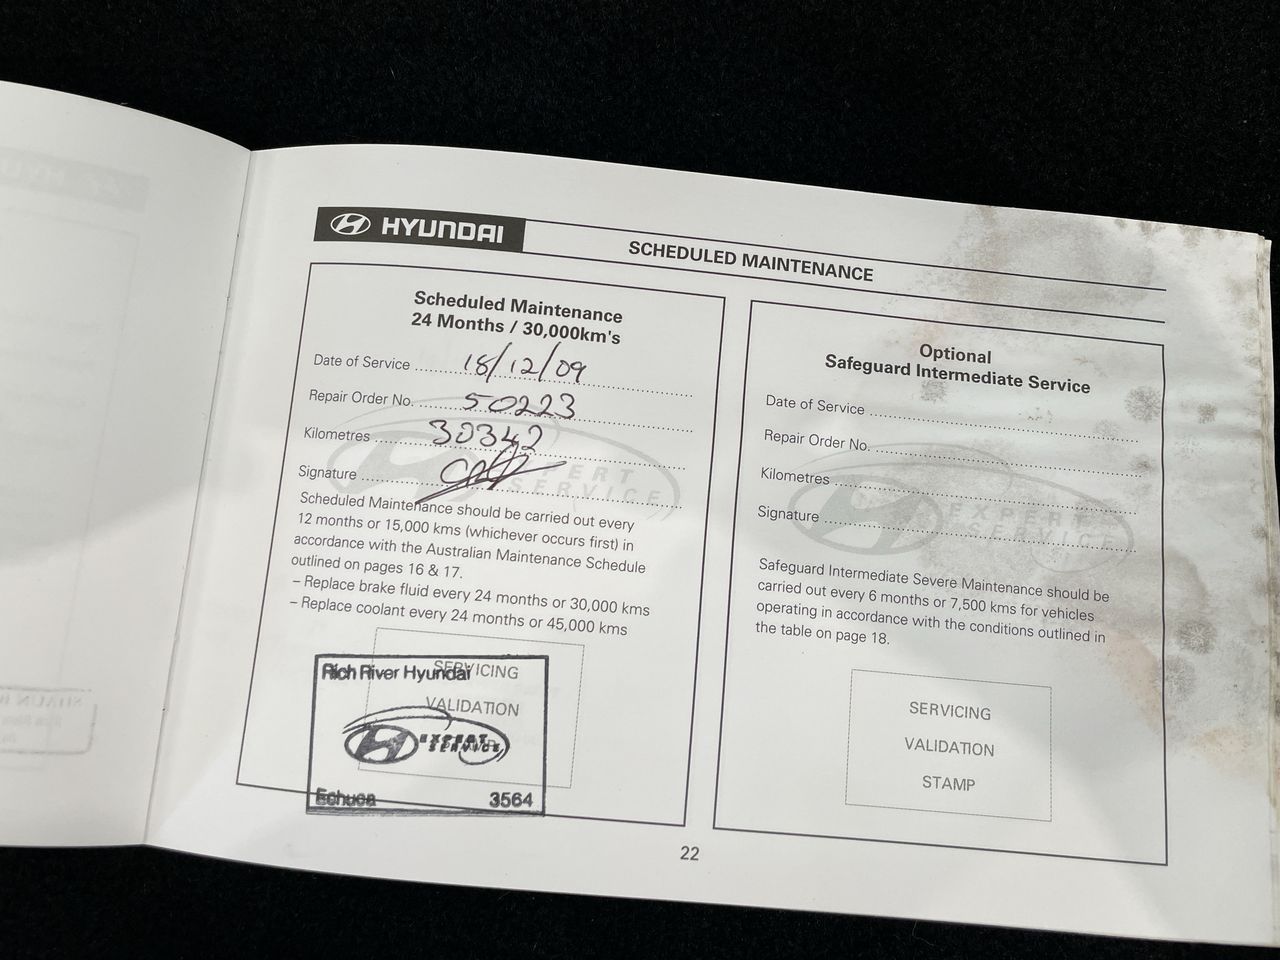 HYUNDAI
SCHEDULED MAINTENANCE
Scheduled Maintenance
24 Months / 30,000km's
Date of Service 18/12/09
Repair Order No. 50223
Kilometres 30342
Signature
EXPERT
SERVICE
Scheduled Maintenance should be carried out every
12 months or 15,000 kms (whichever occurs first) in
accordance with the Australian Maintenance Schedule
outlined on pages 16 & 17.
– Replace brake fluid every 24 months or 30,000 kms
– Replace coolant every 24 months or 45,000 kms
SERVICING
VALIDATION
Rich River Hyundai
EXPERT
SERVICE
Echuca 3564
Optional
Safeguard Intermediate Service
Date of Service
Repair Order No.
Kilometres
Signature
EXPERT
SERVICE
Safeguard Intermediate Severe Maintenance should be
carried out every 6 months or 7,500 kms for vehicles
operating in accordance with the conditions outlined in
the table on page 18.
SERVICING
VALIDATION
STAMP
22